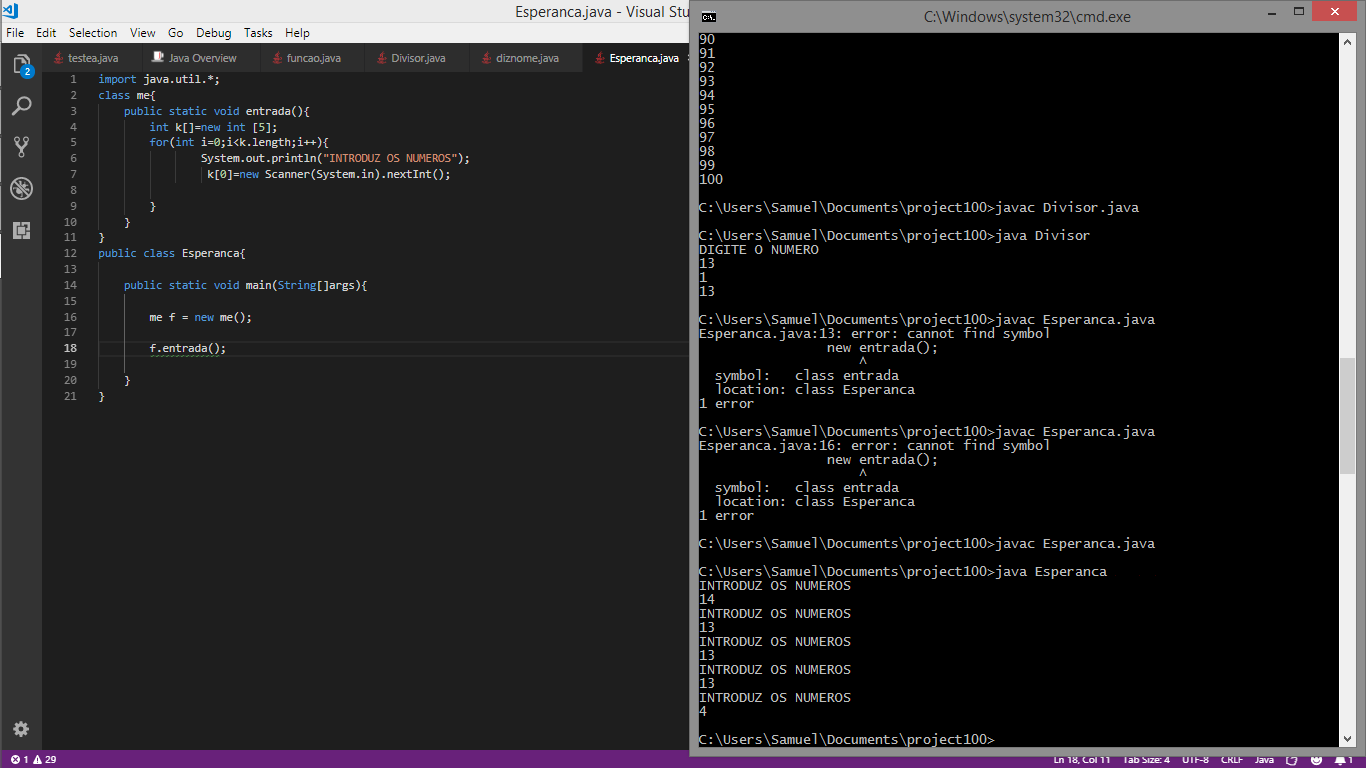 Esperanca.java - Visual Stu
File Edit Selection View Go Debug Tasks Help
testea.java Java Overview funcao.java Divisor.java diznome.java Esperanca.java
2
1 import java.util.*;
2 class me{
3 public static void entrada(){
4 int k[]=new int [5];
5 for(int i=0;i<k.length;i++){
6 System.out.println("INTRODUZ OS NUMEROS");
7 k[0]=new Scanner(System.in).nextInt();
8
9 }
10 }
11 }
12 public class Esperanca{
13
14 public static void main(String[]args){
15
16 me f = new me();
17
18 f.entrada();
19
20 }
21 }
C:\Windows\system32\cmd.exe
90
91
92
93
94
95
96
97
98
99
100
C:\Users\Samuel\Documents\project100>javac Divisor.java
C:\Users\Samuel\Documents\project100>java Divisor
DIGITE O NUMERO
13
1
13
C:\Users\Samuel\Documents\project100>javac Esperanca.java
Esperanca.java:13: error: cannot find symbol
new entrada();
^
symbol: class entrada
location: class Esperanca
1 error
C:\Users\Samuel\Documents\project100>javac Esperanca.java
Esperanca.java:16: error: cannot find symbol
new entrada();
^
symbol: class entrada
location: class Esperanca
1 error
C:\Users\Samuel\Documents\project100>javac Esperanca.java
C:\Users\Samuel\Documents\project100>java Esperanca
INTRODUZ OS NUMEROS
14
INTRODUZ OS NUMEROS
13
INTRODUZ OS NUMEROS
13
INTRODUZ OS NUMEROS
13
INTRODUZ OS NUMEROS
4
C:\Users\Samuel\Documents\project100>
1 29 Ln 18, Col 11 Tab Size: 4 UTF-8 CRLF Java 1